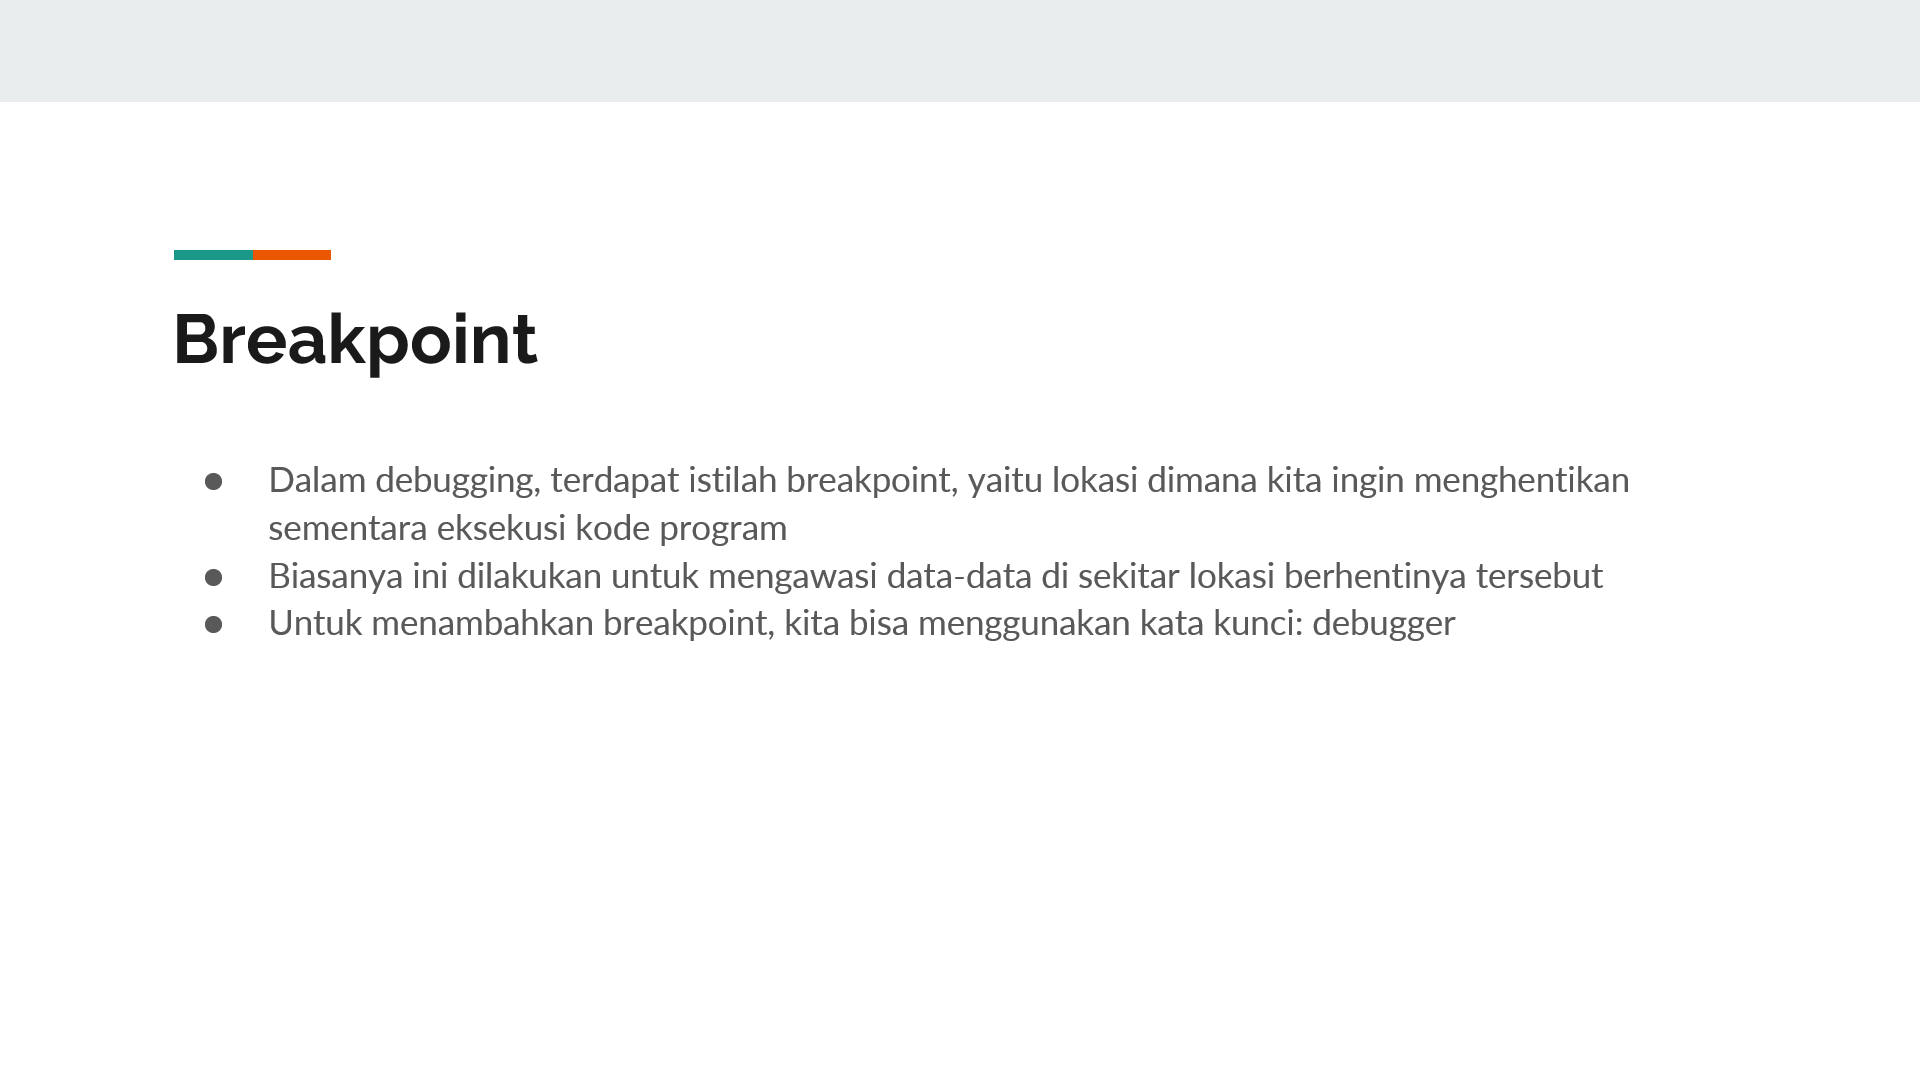 Breakpoint
● Dalam debugging, terdapat istilah breakpoint, yaitu lokasi dimana kita ingin menghentikan
sementara eksekusi kode program
● Biasanya ini dilakukan untuk mengawasi data-data di sekitar lokasi berhentinya tersebut
● Untuk menambahkan breakpoint, kita bisa menggunakan kata kunci: debugger